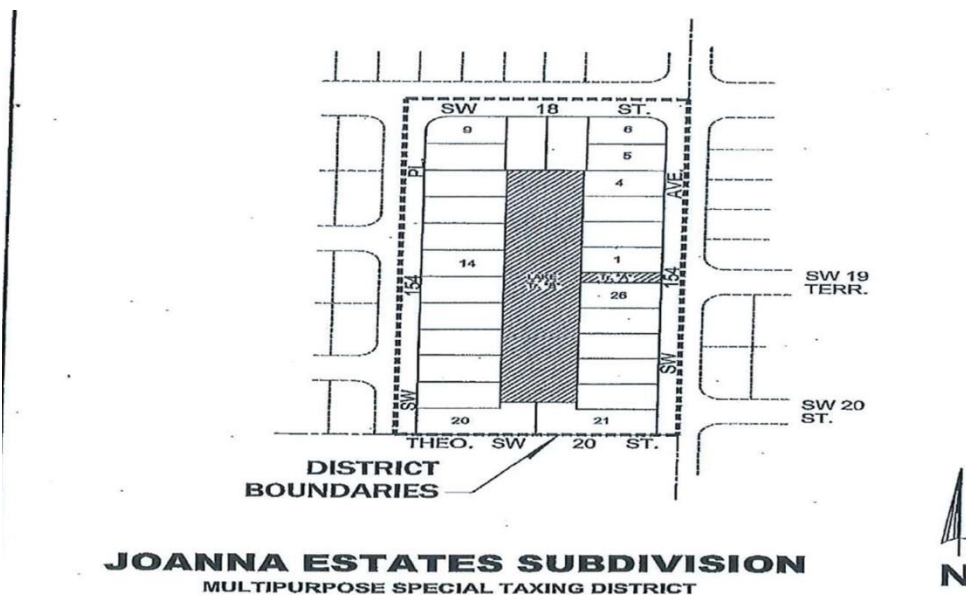 SW 18 ST.
9
6
5
4
PL.
AVE.
1
14
154
LAKE
154
26
SW 19
TERR.
SW
SW
20
21
SW 20
ST.
THEO. SW 20 ST.
DISTRICT
BOUNDARIES
N
JOANNA ESTATES SUBDIVISION
MULTIPURPOSE SPECIAL TAXING DISTRICT